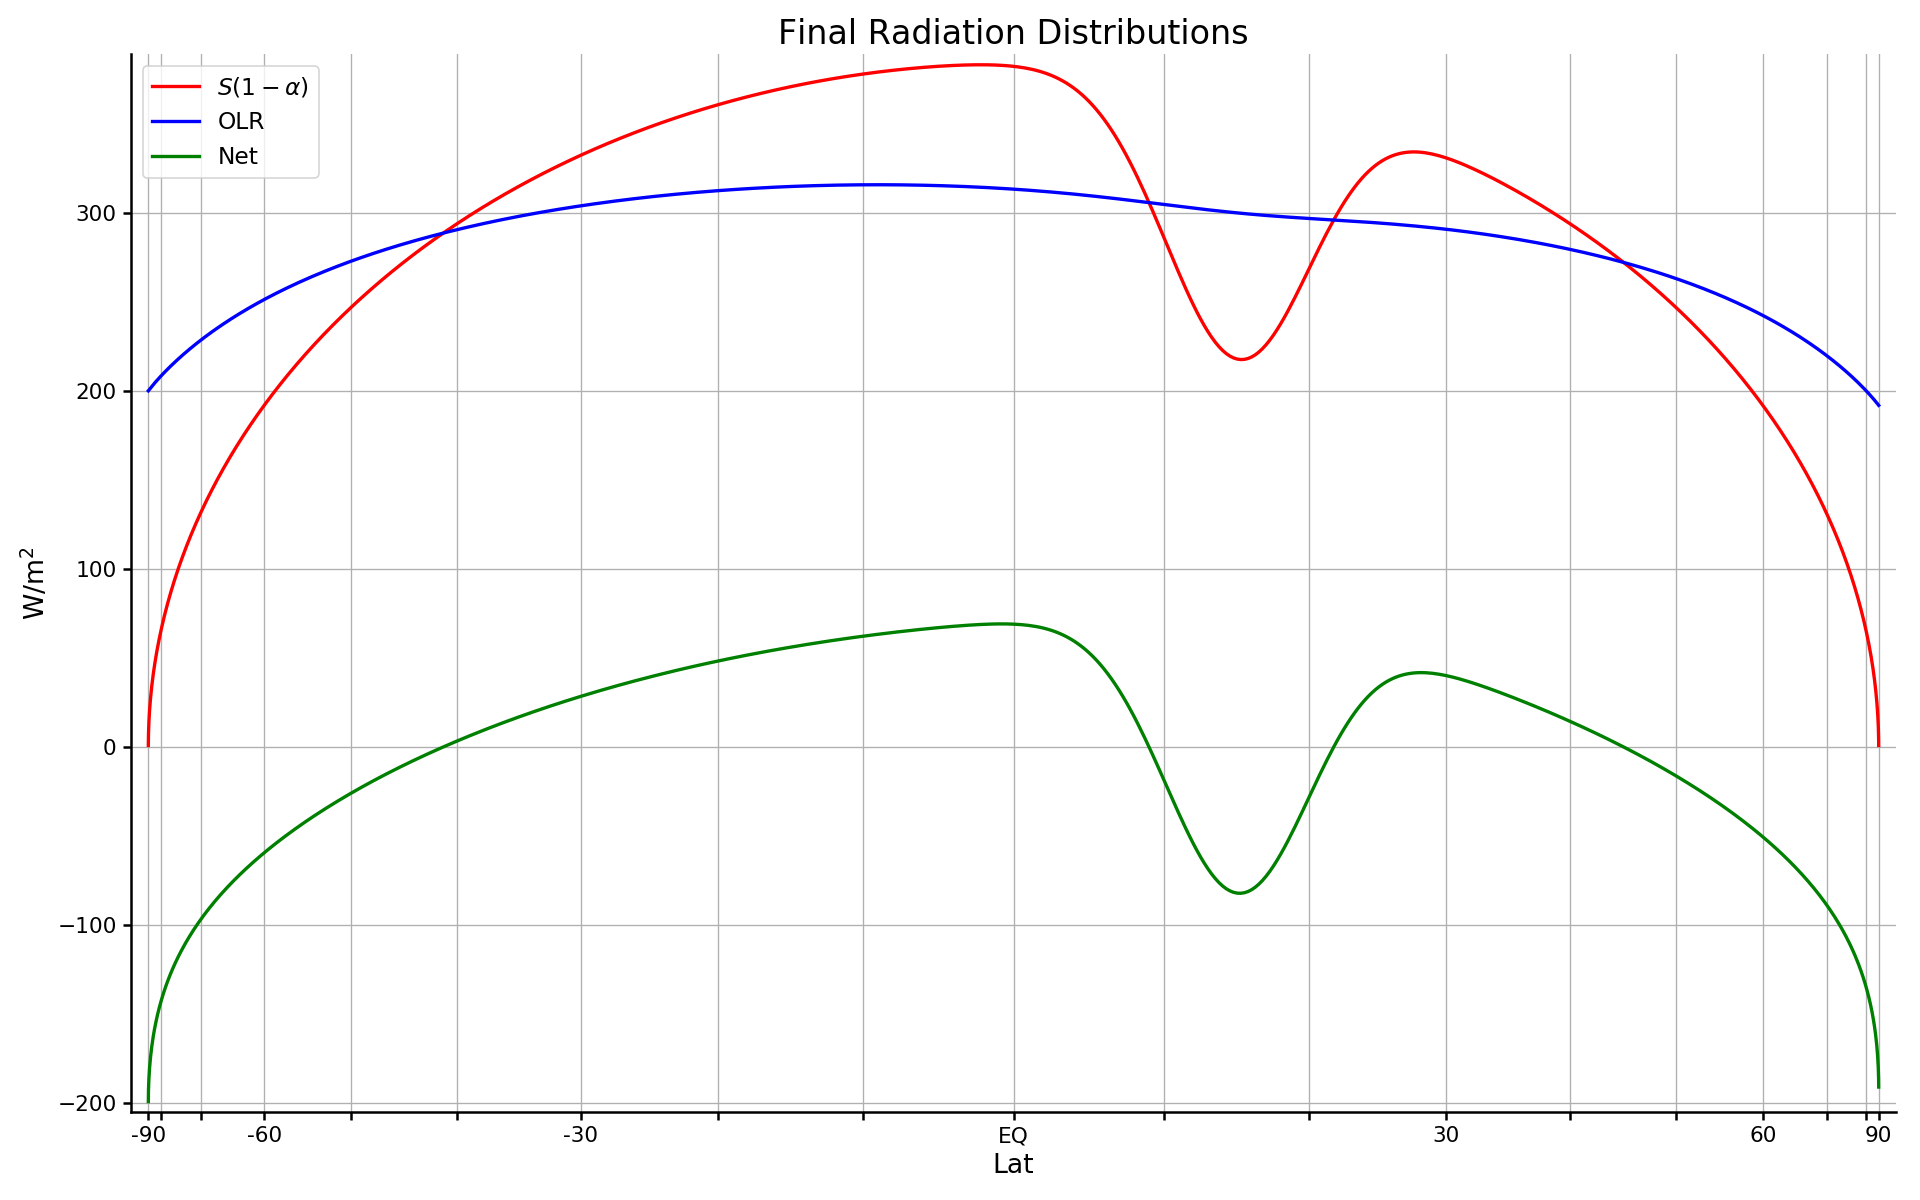 Final Radiation Distributions
S(1 − α)
OLR
Net
300
200
100
0
−100
−200
W/m²
-90 -60 -30 EQ 30 60 90
Lat